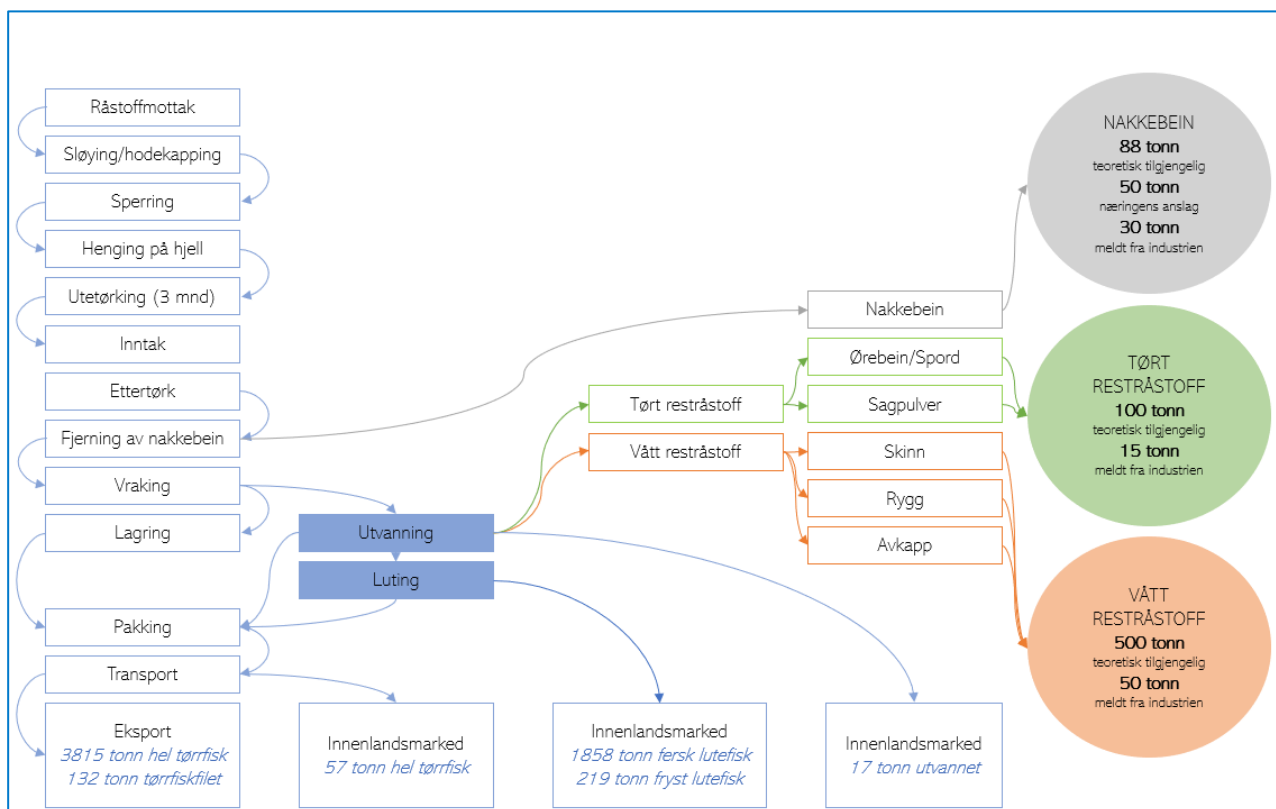 Råstoffmottak
Sløying/hodekapping
Sperring
Henging på hjell
Utetørking (3 mnd)
Inntak
Ettertørk
Fjerning av nakkebein
Vraking
Lagring
Pakking
Transport
Eksport
3815 tonn hel tørrfisk
132 tonn tørrfiskfilet
Utvanning
Luting
Innenlandsmarked
57 tonn hel tørrfisk
Innenlandsmarked
1858 tonn fersk lutefisk
219 tonn fryst lutefisk
Innenlandsmarked
17 tonn utvannet
Tørt restråstoff
Vått restråstoff
Nakkebein
Ørebein/Spord
Sagpulver
Skinn
Rygg
Avkapp
NAKKEBEIN
88 tonn
teoretisk tilgjengelig
50 tonn
næringens anslag
30 tonn
meldt fra industrien
TØRT
RESTRÅSTOFF
100 tonn
teoretisk tilgjengelig
15 tonn
meldt fra industrien
VÅTT
RESTRÅSTOFF
500 tonn
teoretisk tilgjengelig
50 tonn
meldt fra industrien